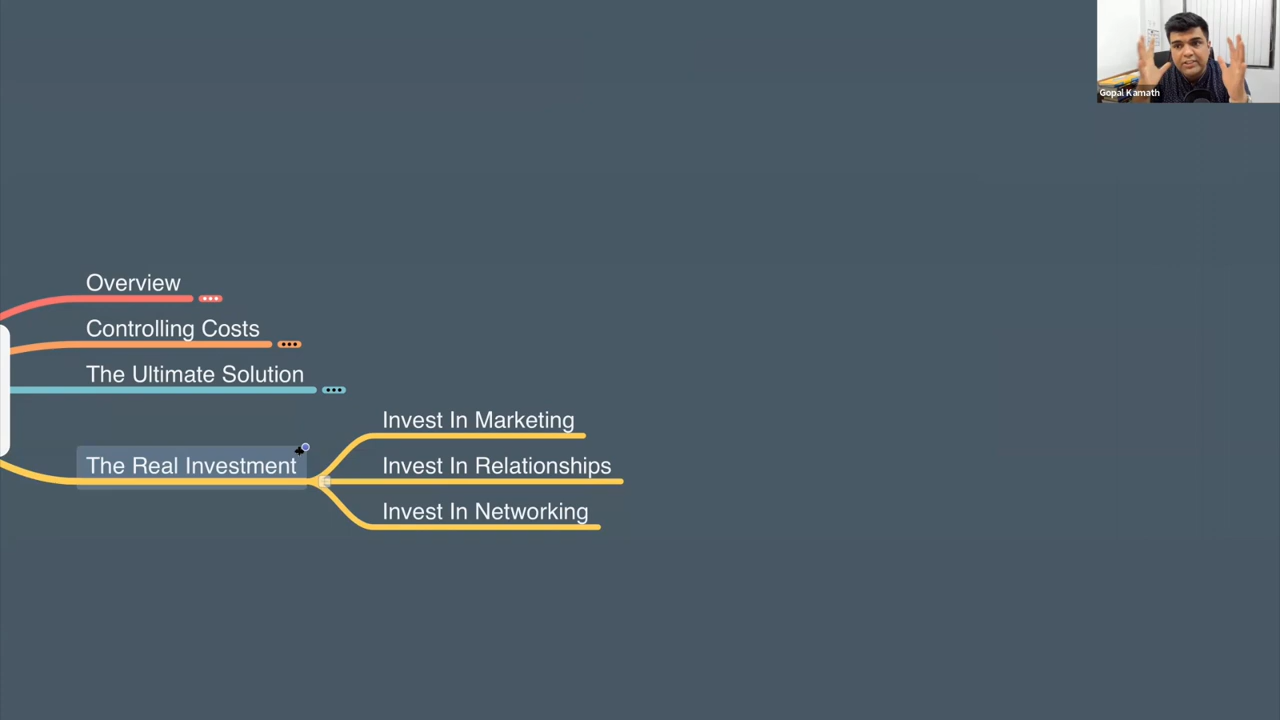 Gopal Kamath
Overview
Controlling Costs
The Ultimate Solution
Invest In Marketing
The Real Investment
Invest In Relationships
Invest In Networking